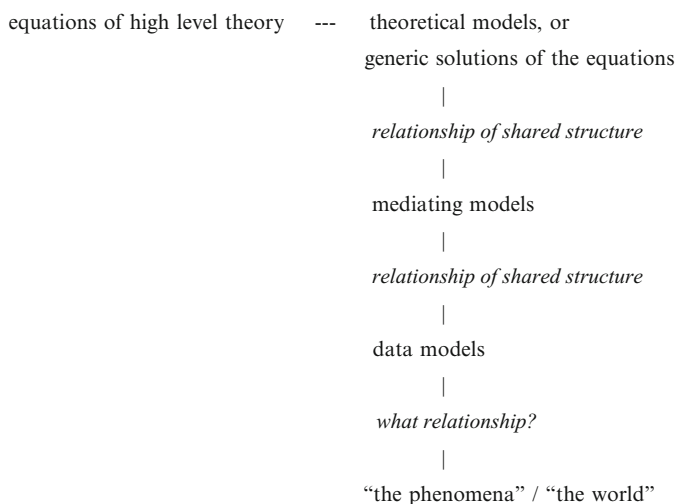 equations of high level theory --- theoretical models, or
generic solutions of the equations
|
relationship of shared structure
|
mediating models
|
relationship of shared structure
|
data models
|
what relationship?
|
“the phenomena” / “the world”